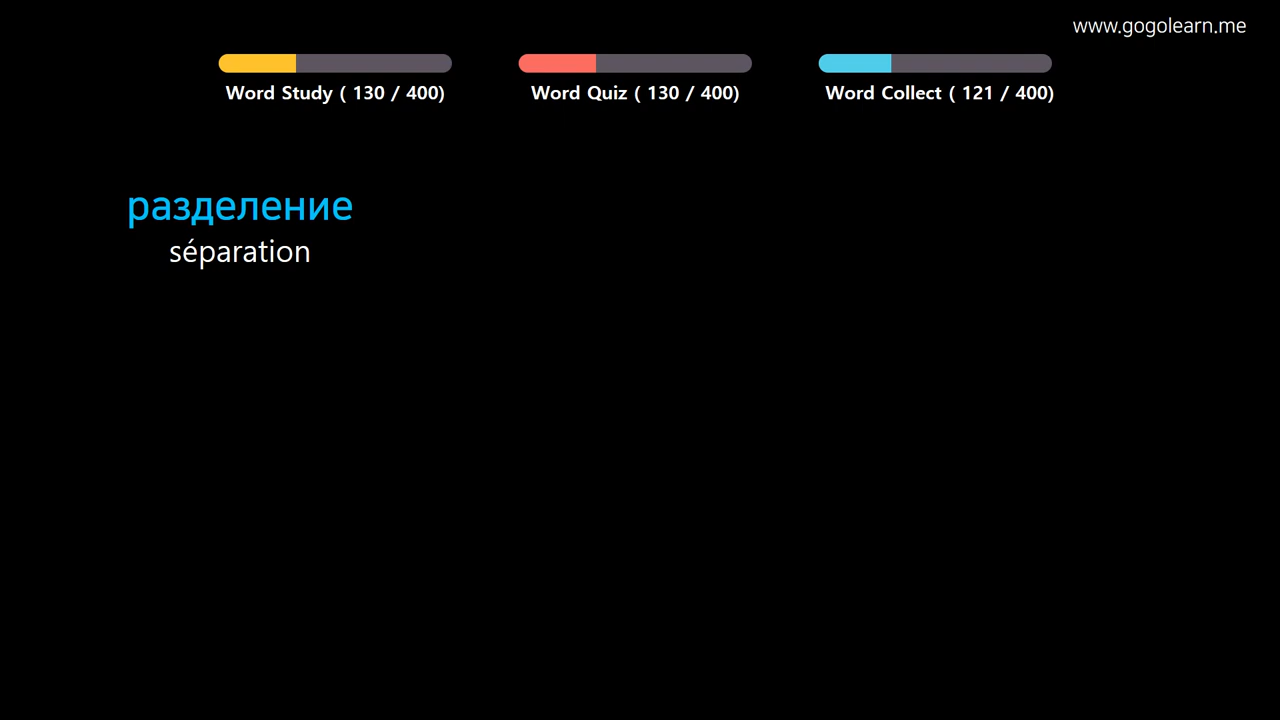 www.gogolearn.me
Word Study ( 130 / 400)
Word Quiz ( 130 / 400)
Word Collect ( 121 / 400)
разделение
séparation